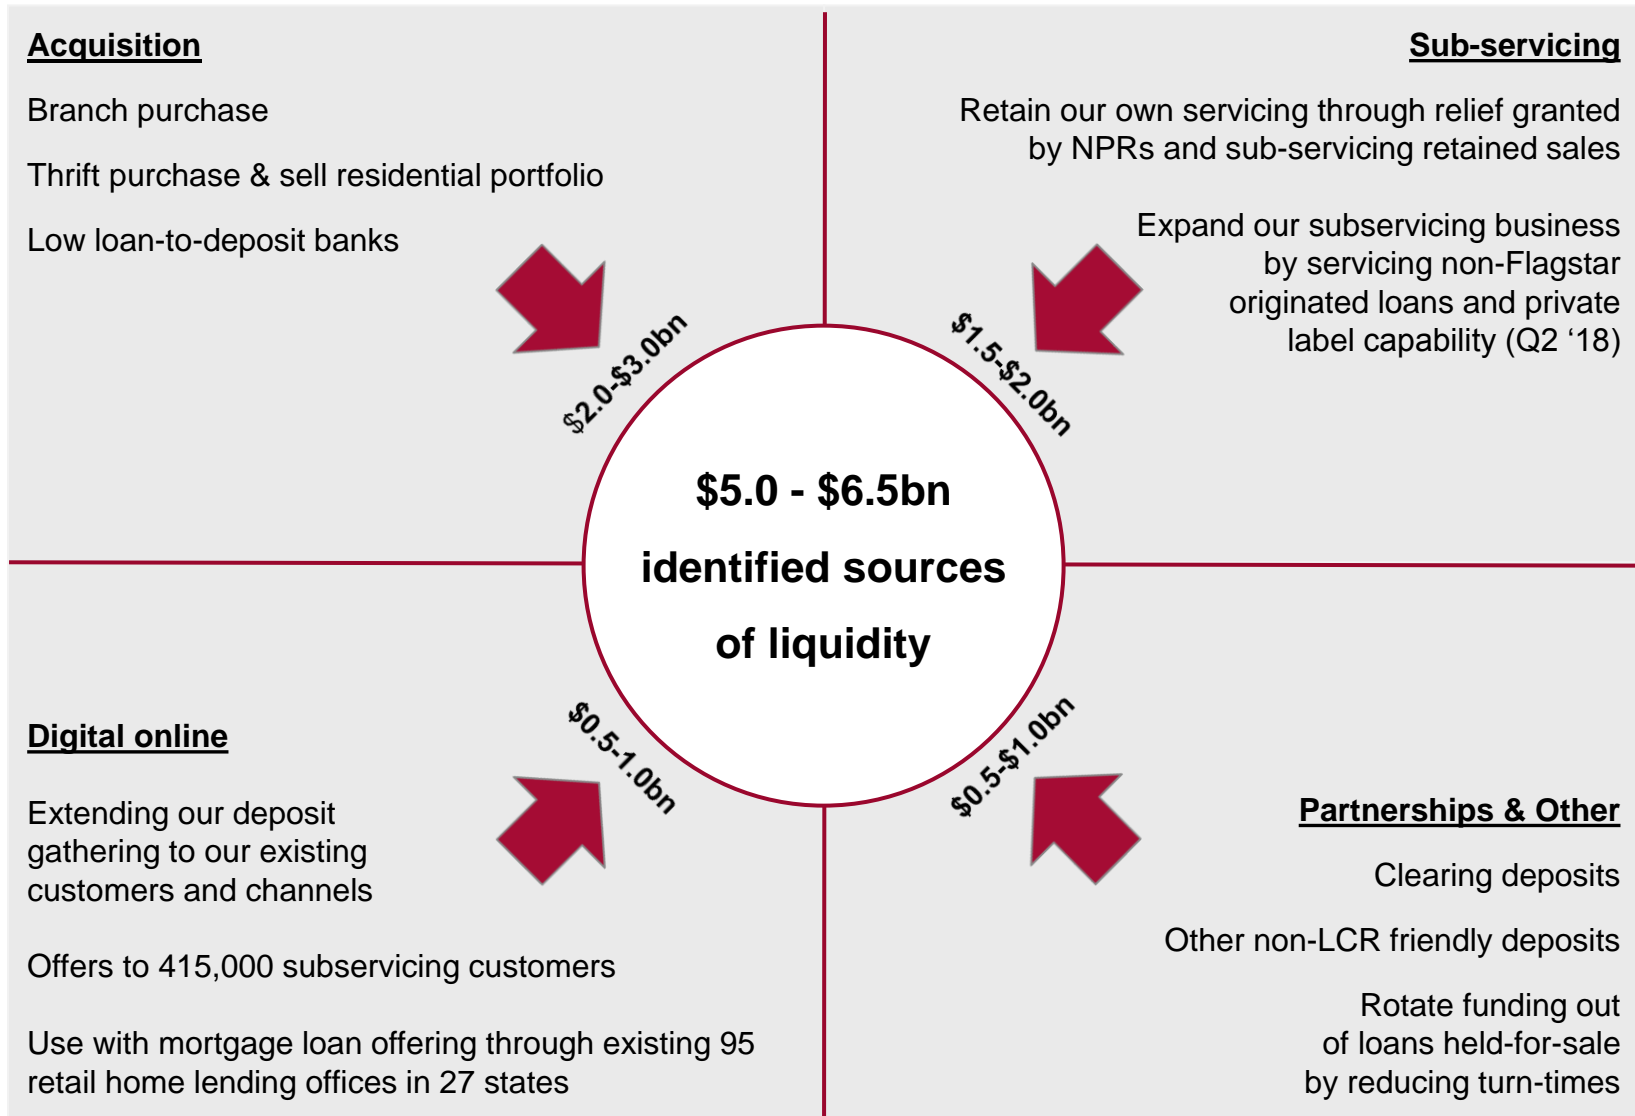 Acquisition
Branch purchase
Thrift purchase & sell residential portfolio
Low loan-to-deposit banks
$2.0-$3.0bn
Sub-servicing
Retain our own servicing through relief granted
by NPRs and sub-servicing retained sales
Expand our subservicing business
by servicing non-Flagstar
originated loans and private
label capability (Q2 ‘18)
$1.5-$2.0bn
$5.0 - $6.5bn
identified sources
of liquidity
Digital online
Extending our deposit
gathering to our existing
customers and channels
Offers to 415,000 subservicing customers
Use with mortgage loan offering through existing 95
retail home lending offices in 27 states
$0.5-1.0bn
$0.5-$1.0bn
Partnerships & Other
Clearing deposits
Other non-LCR friendly deposits
Rotate funding out
of loans held-for-sale
by reducing turn-times